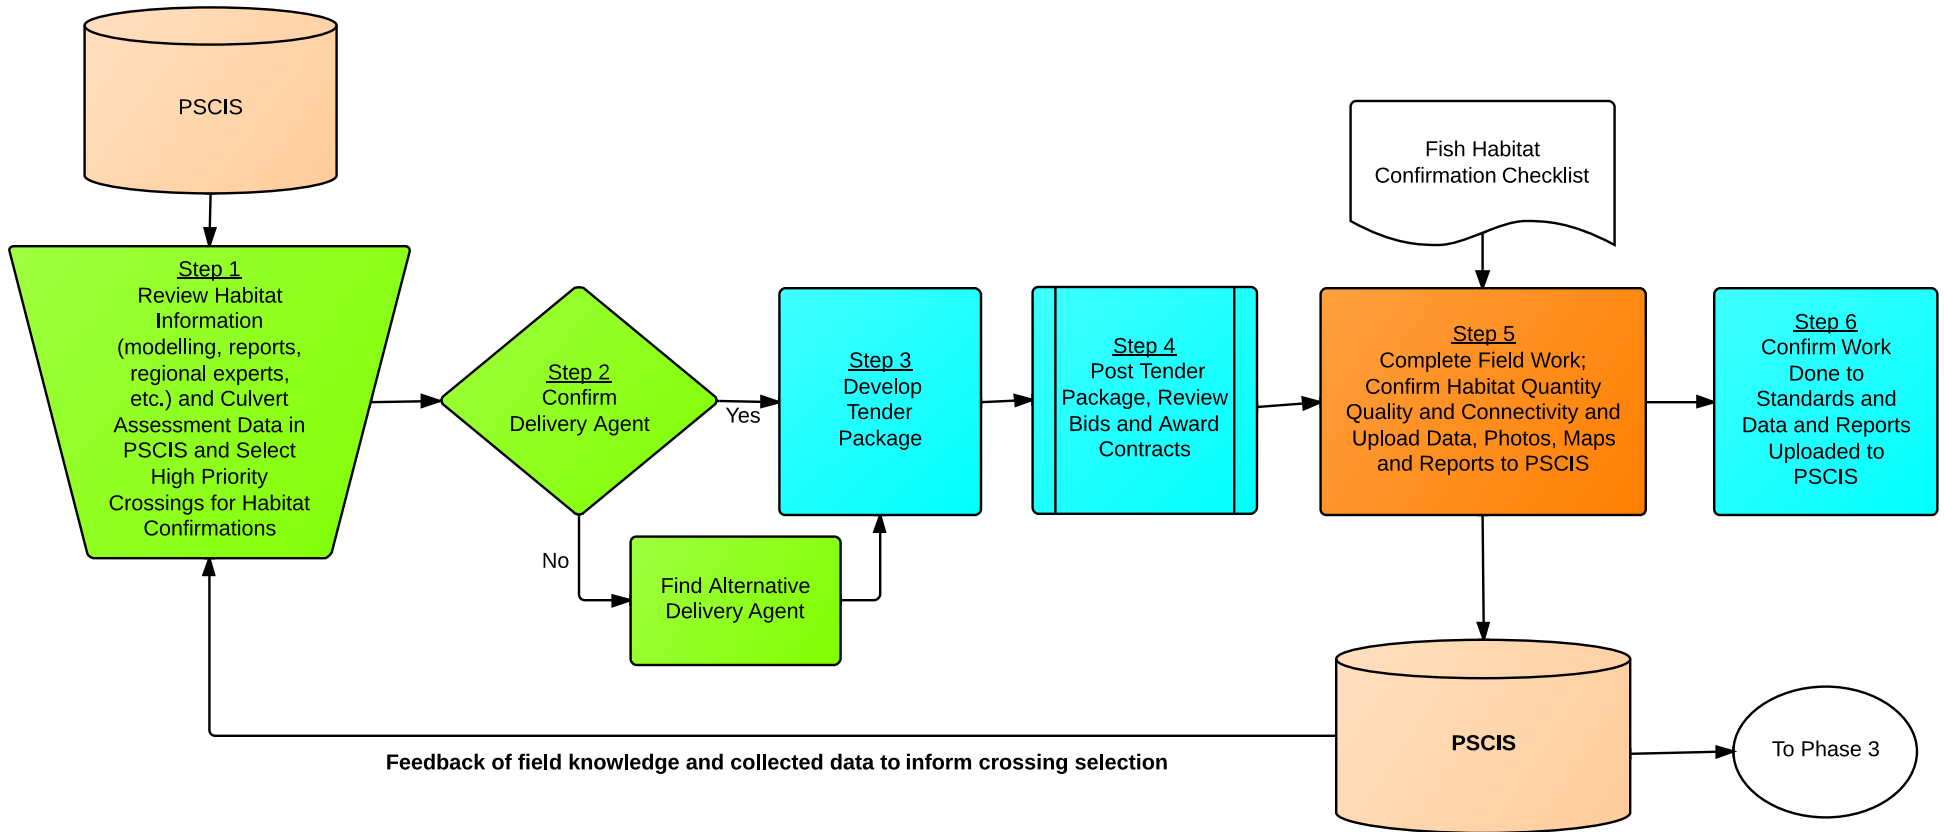 PSCIS
Step 1
Review Habitat
Information
(modelling, reports,
regional experts,
etc.) and Culvert
Assessment Data in
PSCIS and Select
High Priority
Crossings for Habitat
Confirmations
Step 2
Confirm
Delivery Agent
Yes
No
Find Alternative
Delivery Agent
Step 3
Develop
Tender
Package
Step 4
Post Tender
Package, Review
Bids and Award
Contracts
Fish Habitat
Confirmation Checklist
Step 5
Complete Field Work;
Confirm Habitat Quantity
Quality and Connectivity and
Upload Data, Photos, Maps
and Reports to PSCIS
Step 6
Confirm Work
Done to
Standards and
Data and Reports
Uploaded to
PSCIS
PSCIS
To Phase 3
Feedback of field knowledge and collected data to inform crossing selection